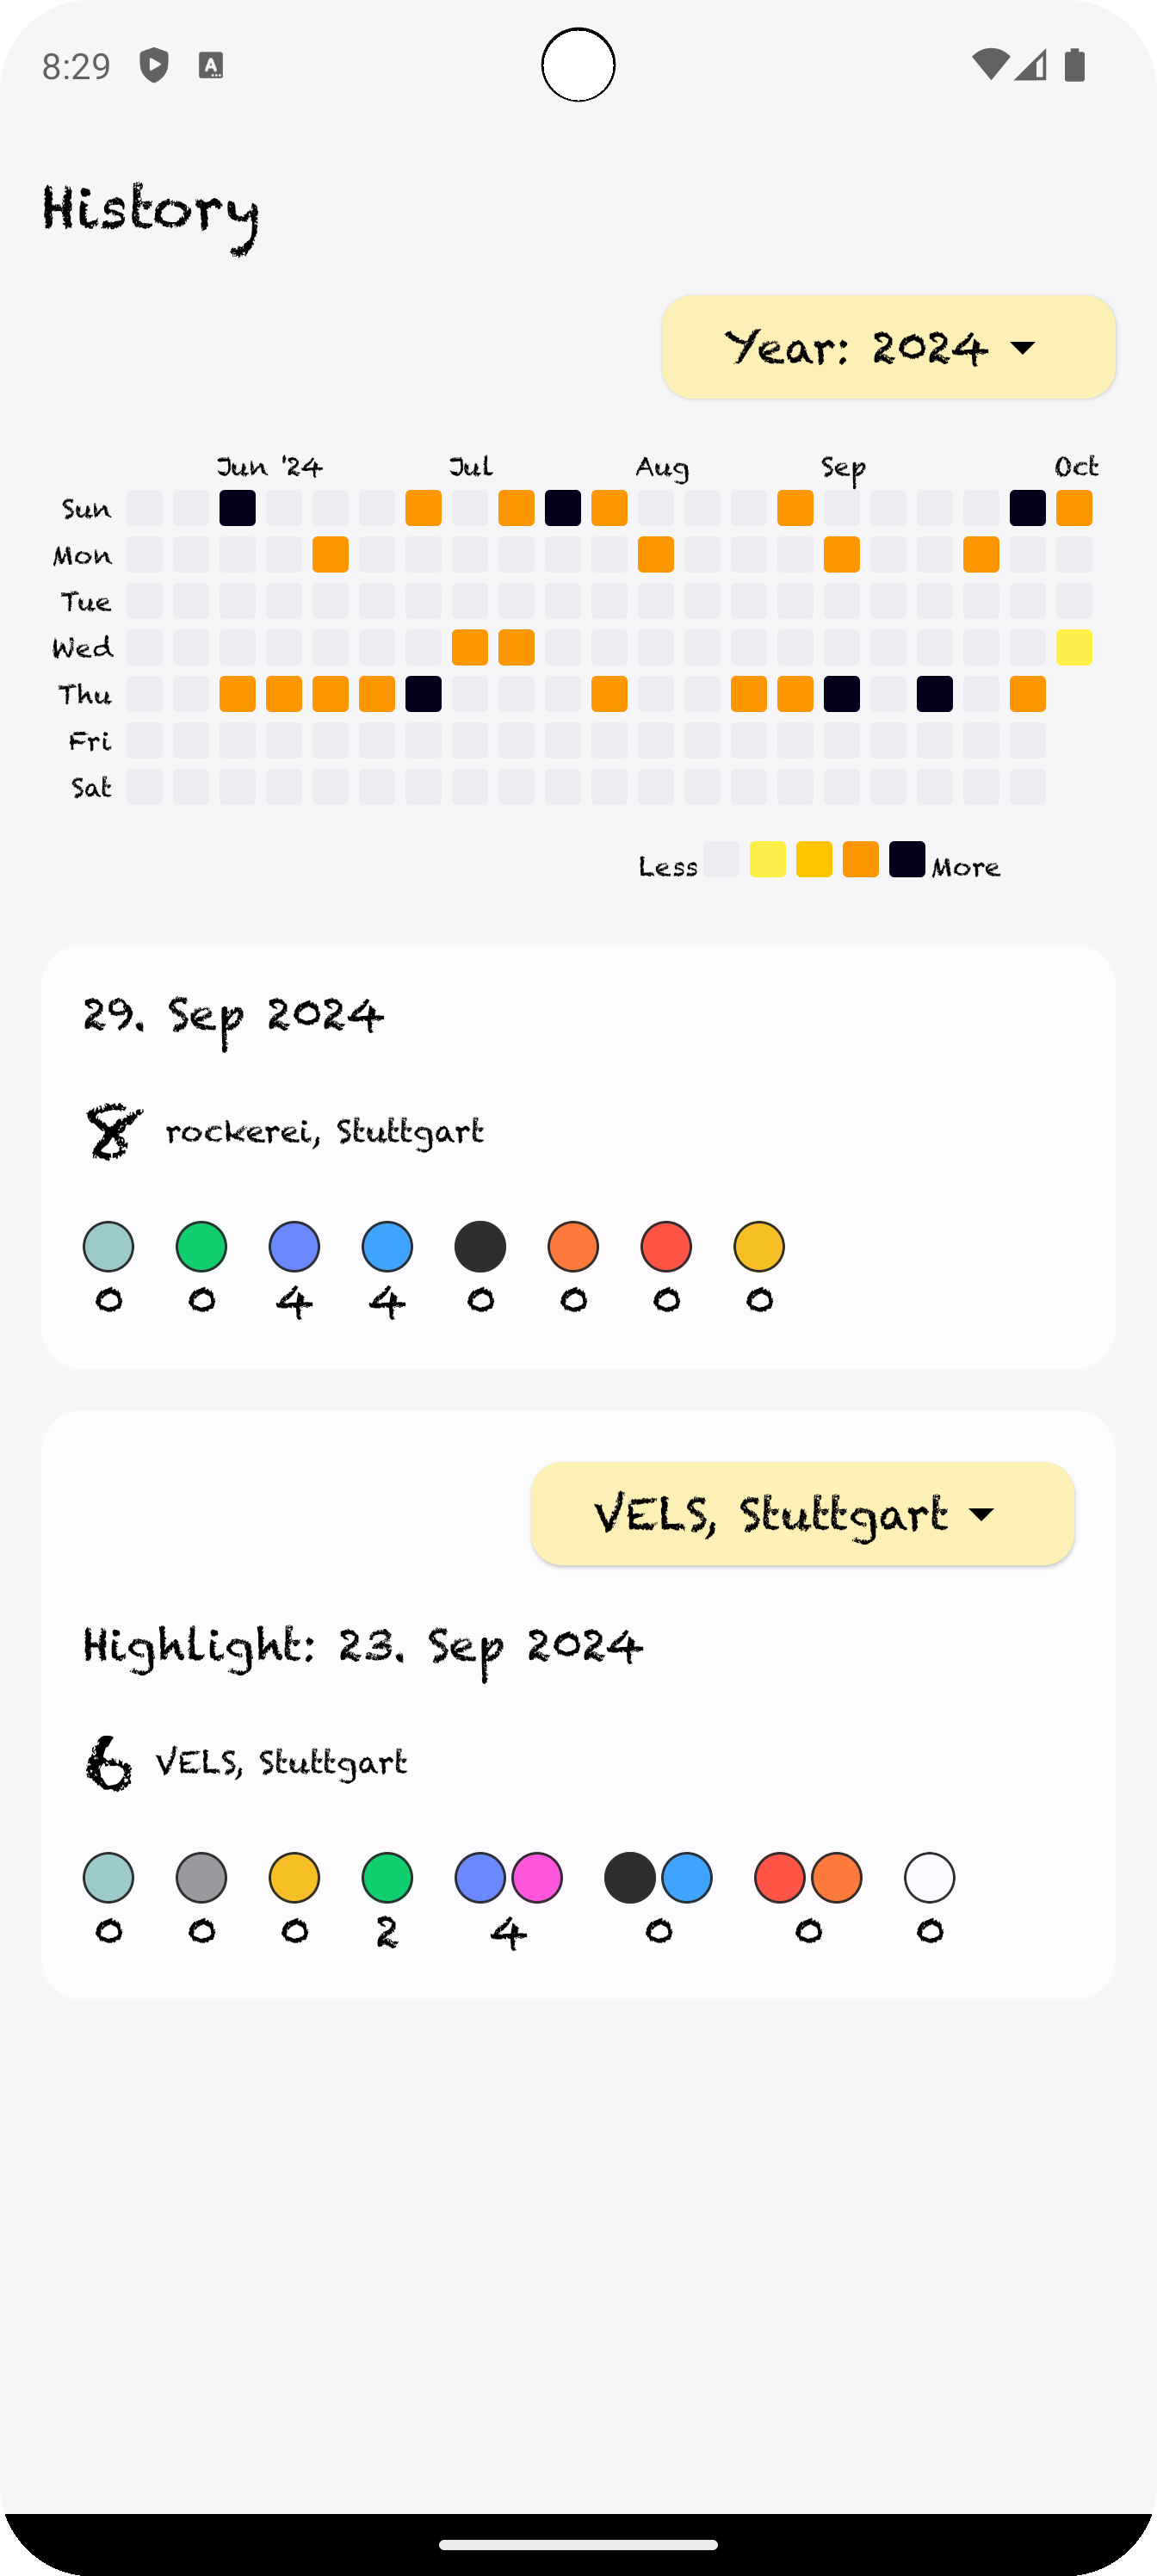 8:29
History
Year: 2024
Jun '24 Jul Aug Sep Oct
Sun
Mon
Tue
Wed
Thu
Fri
Sat
Less More
29. Sep 2024
8 rockerei, Stuttgart
0 0 4 4 0 0 0 0
VELS, Stuttgart
Highlight: 23. Sep 2024
6 VELS, Stuttgart
0 0 0 2 4 0 0 0